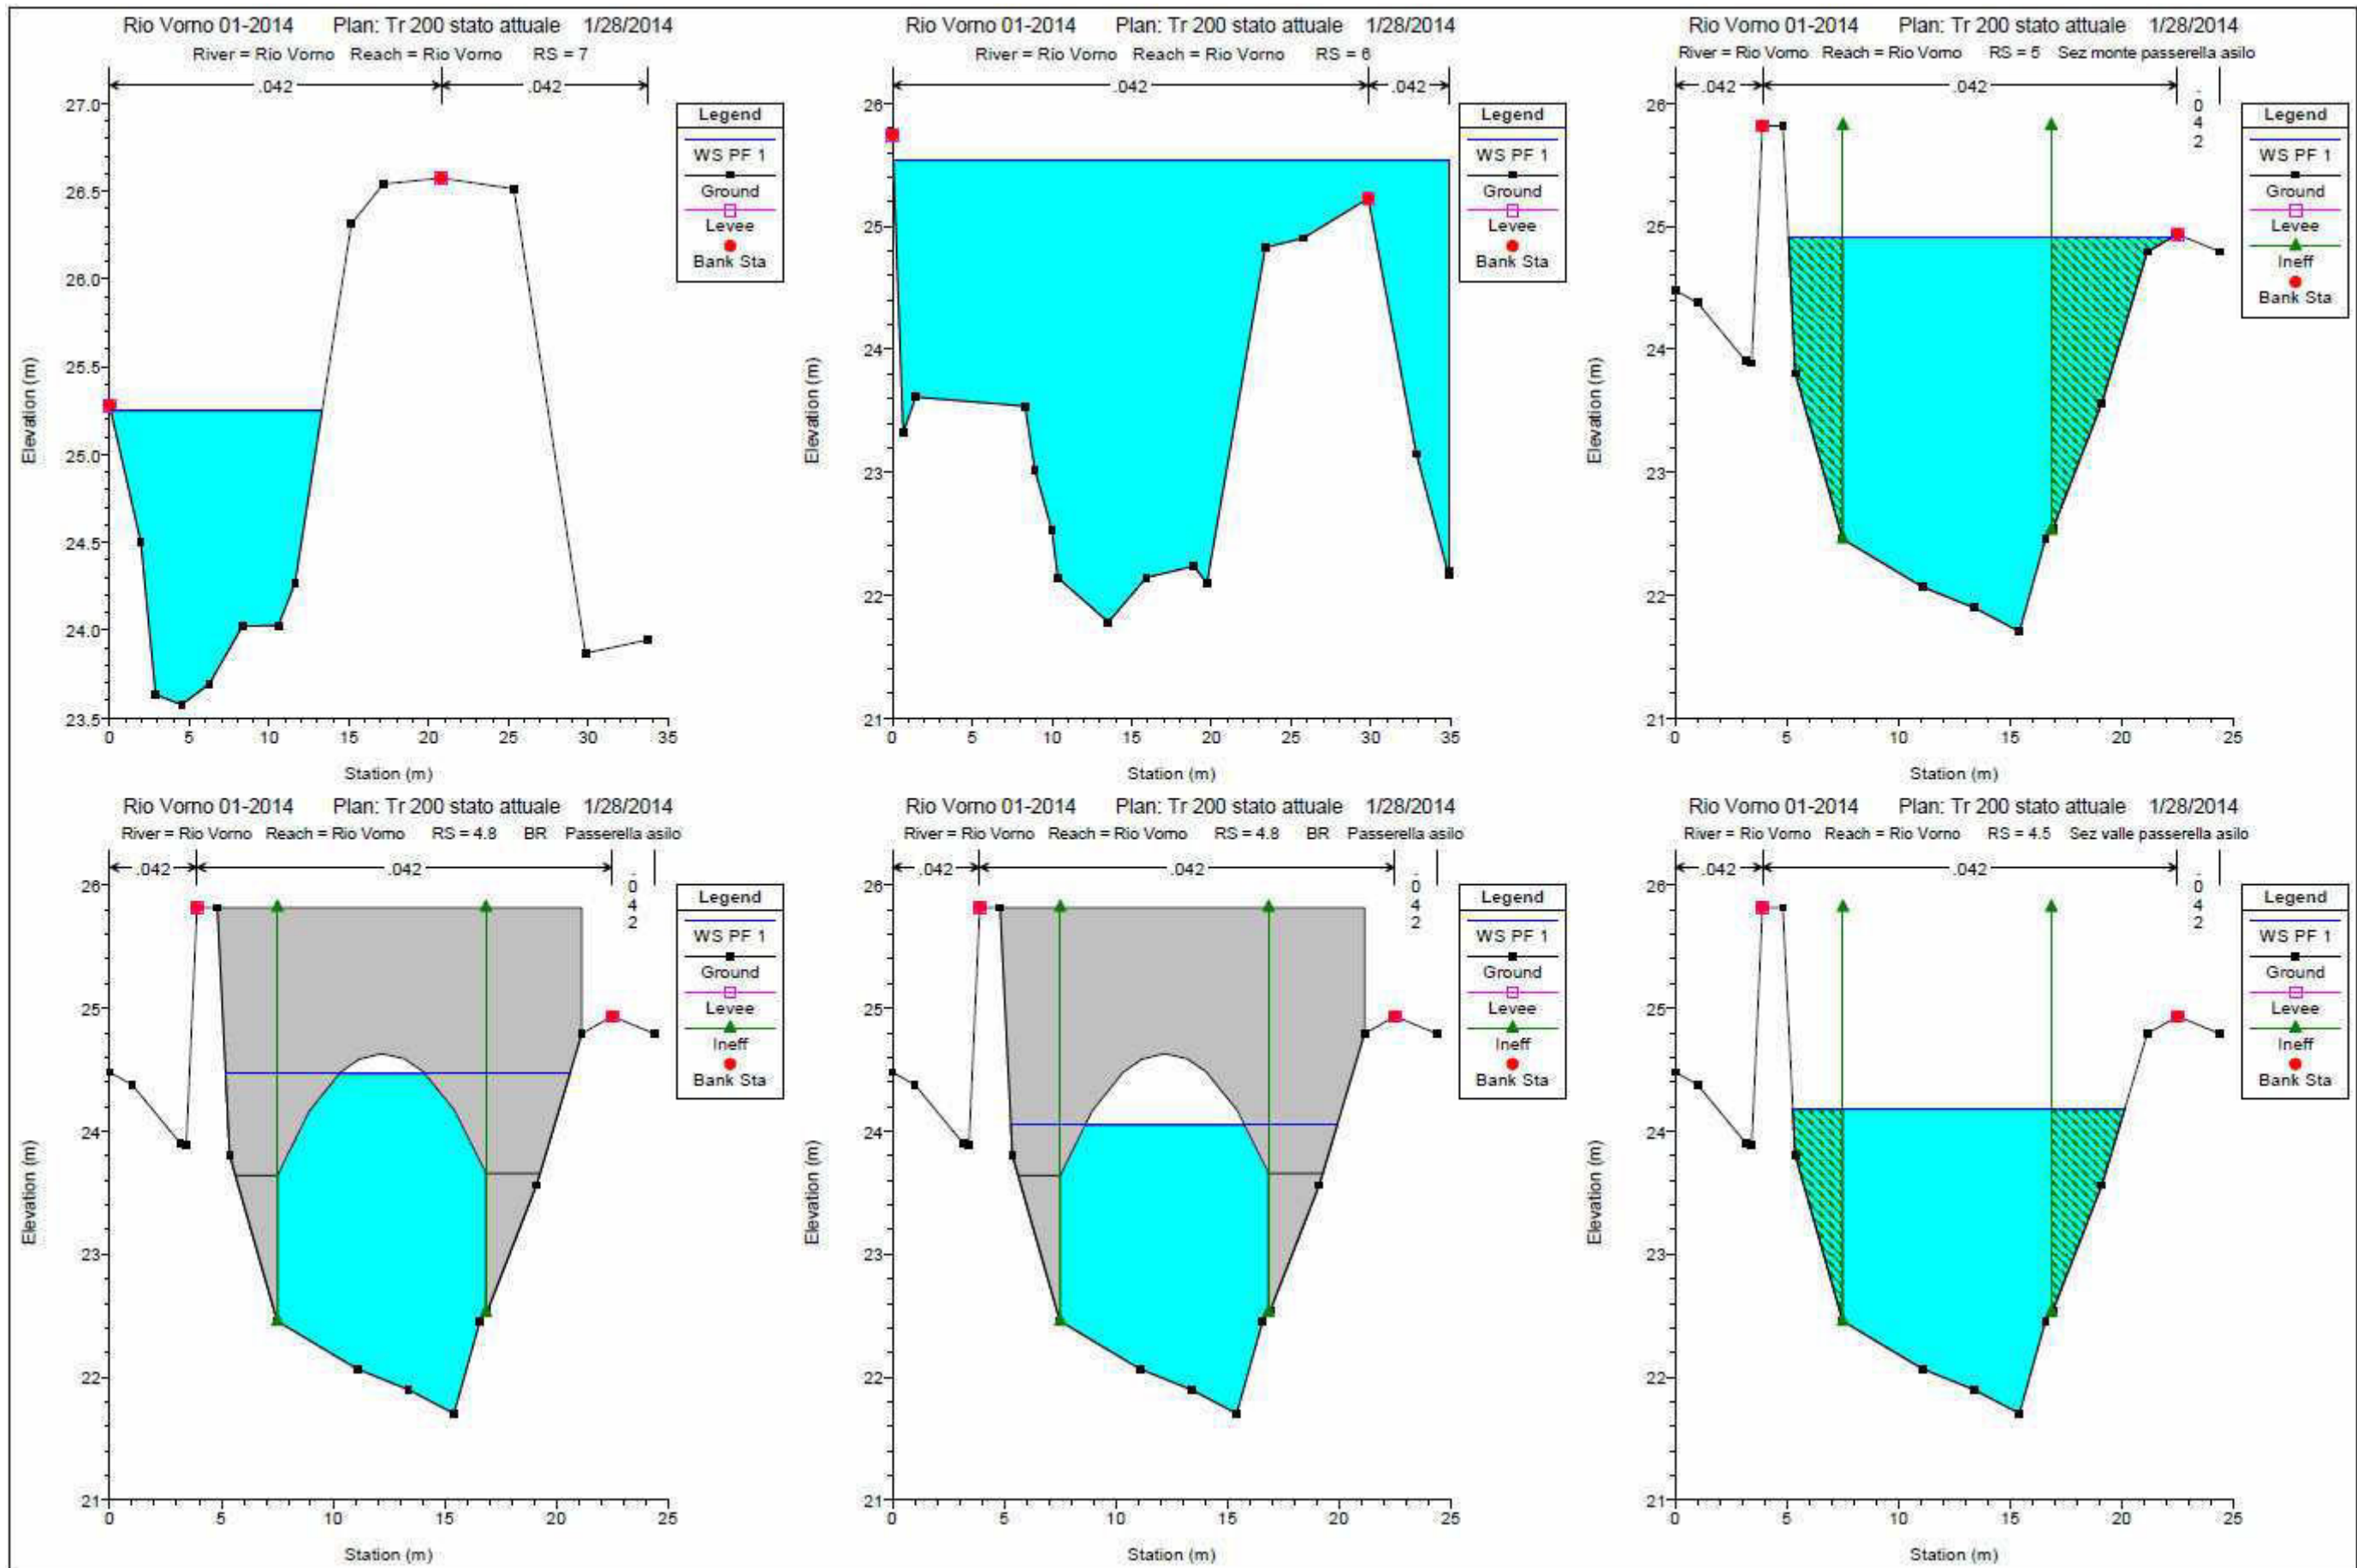 Rio Vorno 01-2014 Plan: Tr 200 stato attuale 1/28/2014
River = Rio Vorno Reach = Rio Vorno RS = 7
.042 .042
27.0
26.5
26.0
25.5
25.0
24.5
24.0
23.5
0 5 10 15 20 25 30 35
Elevation (m)
Station (m)
Legend
WS PF 1
Ground
Levee
Bank Sta
Rio Vorno 01-2014 Plan: Tr 200 stato attuale 1/28/2014
River = Rio Vorno Reach = Rio Vorno RS = 6
.042 .042
26
25
24
23
22
21
0 5 10 15 20 25 30 35
Elevation (m)
Station (m)
Legend
WS PF 1
Ground
Levee
Bank Sta
Rio Vorno 01-2014 Plan: Tr 200 stato attuale 1/28/2014
River = Rio Vorno Reach = Rio Vorno RS = 5 Sez monte passerella asilo
.042 .042 .042
26
25
24
23
22
21
0 5 10 15 20 25
Elevation (m)
Station (m)
Legend
WS PF 1
Ground
Levee
Ineff
Bank Sta
Rio Vorno 01-2014 Plan: Tr 200 stato attuale 1/28/2014
River = Rio Vorno Reach = Rio Vorno RS = 4.8 BR Passerella asilo
.042 .042 .042
26
25
24
23
22
21
0 5 10 15 20 25
Elevation (m)
Station (m)
Legend
WS PF 1
Ground
Levee
Ineff
Bank Sta
Rio Vorno 01-2014 Plan: Tr 200 stato attuale 1/28/2014
River = Rio Vorno Reach = Rio Vorno RS = 4.8 BR Passerella asilo
.042 .042 .042
26
25
24
23
22
21
0 5 10 15 20 25
Elevation (m)
Station (m)
Legend
WS PF 1
Ground
Levee
Ineff
Bank Sta
Rio Vorno 01-2014 Plan: Tr 200 stato attuale 1/28/2014
River = Rio Vorno Reach = Rio Vorno RS = 4.5 Sez valle passerella asilo
.042 .042 .042
26
25
24
23
22
21
0 5 10 15 20 25
Elevation (m)
Station (m)
Legend
WS PF 1
Ground
Levee
Ineff
Bank Sta